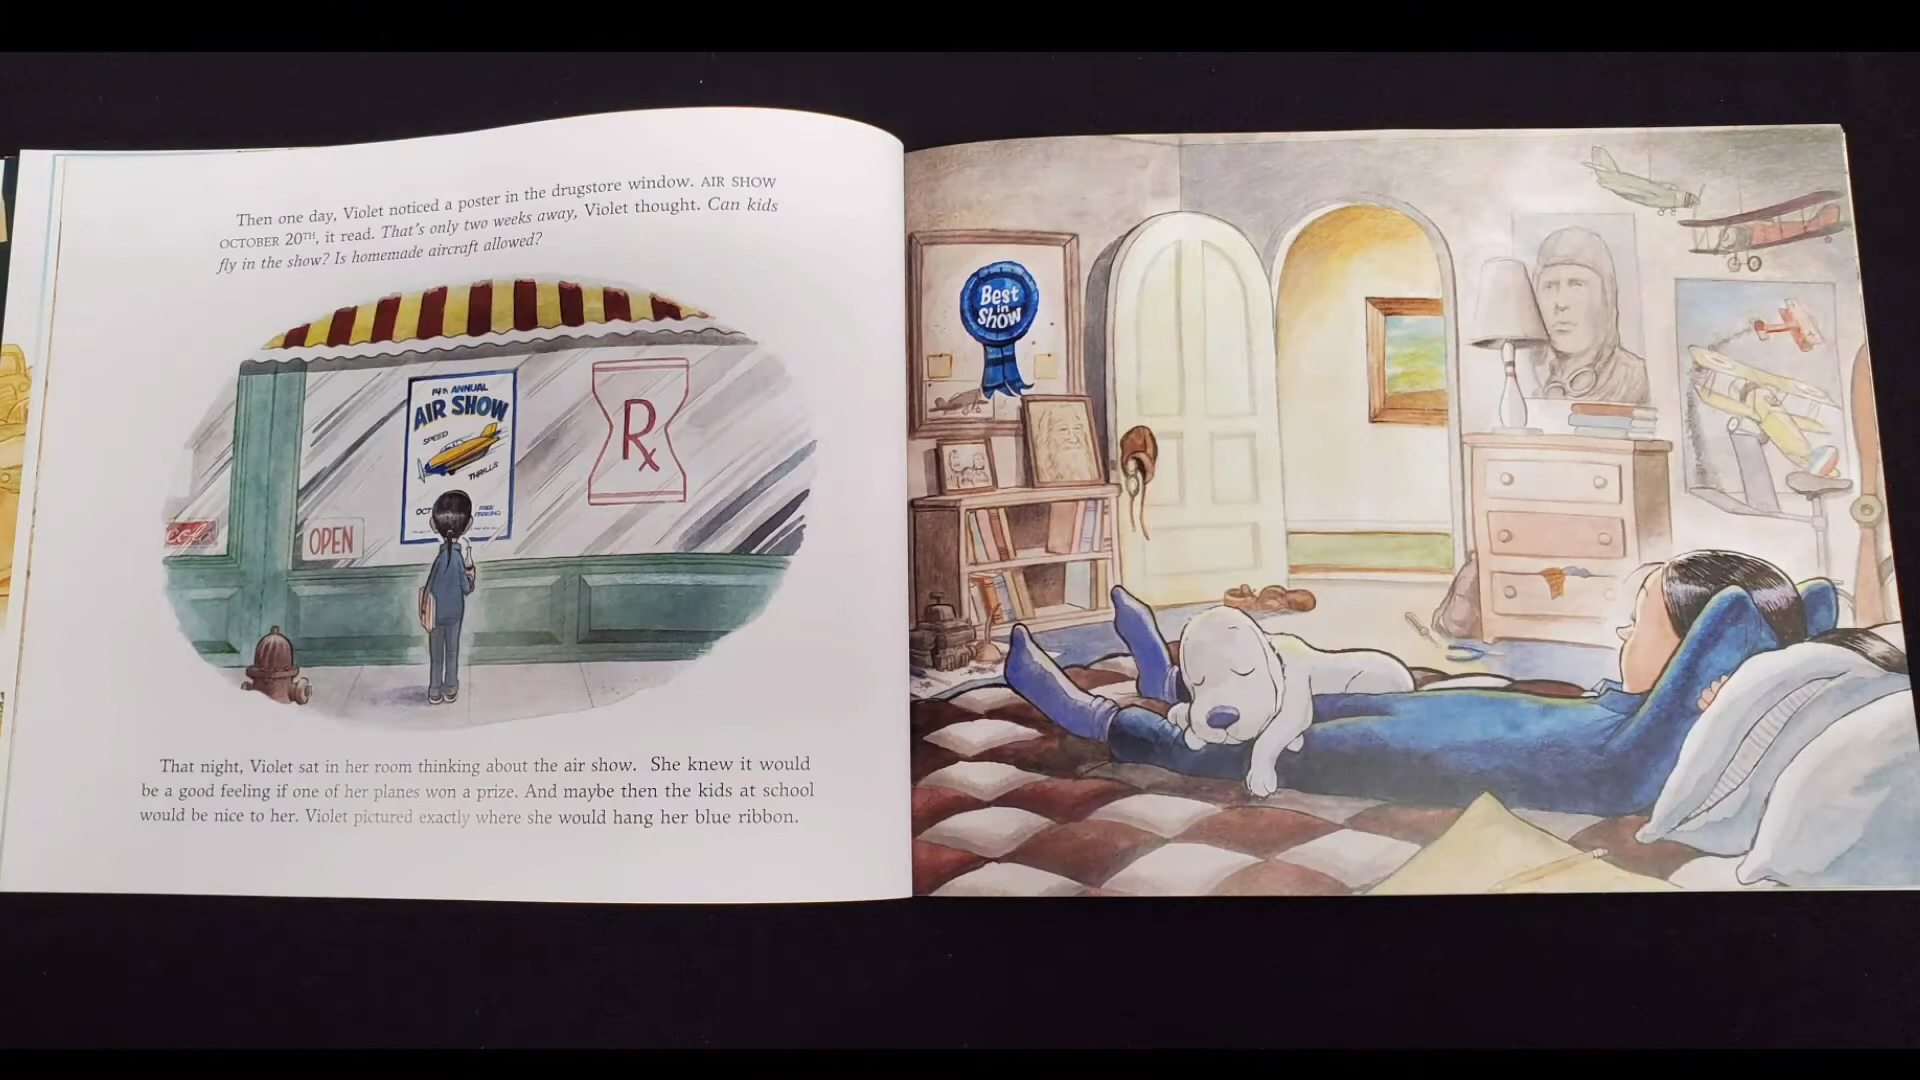 Then one day, Violet noticed a poster in the drugstore window. AIR SHOW
OCTOBER 20TH, it read. That's only two weeks away, Violet thought. Can kids
fly in the show? Is homemade aircraft allowed?
14th ANNUAL
AIR SHOW
SPEED
THRILLS
OCT
FREE
PARKING
Rx
OPEN
That night, Violet sat in her room thinking about the air show. She knew it would
be a good feeling if one of her planes won a prize. And maybe then the kids at school
would be nice to her. Violet pictured exactly where she would hang her blue ribbon.
Best
in
Show